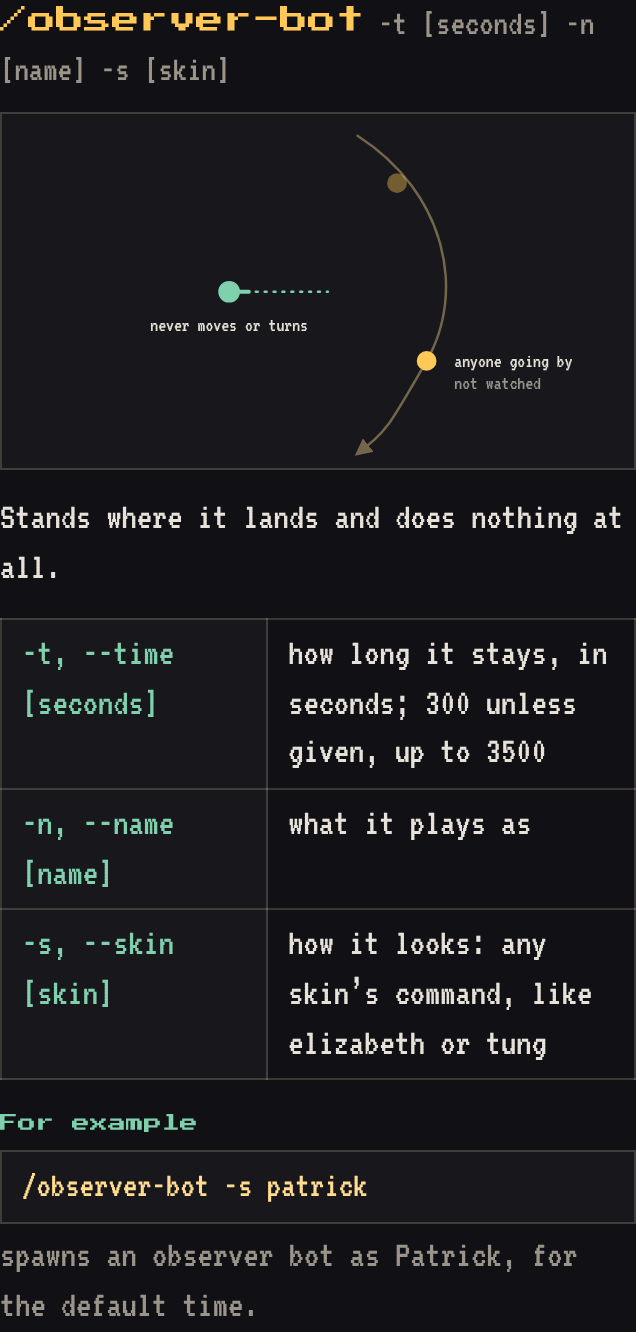 /observer-bot -t [seconds] -n
[name] -s [skin]
never moves or turns
anyone going by
not watched
Stands where it lands and does nothing at
all.
-t, --time
[seconds]
how long it stays, in
seconds; 300 unless
given, up to 3500
-n, --name
[name]
what it plays as
-s, --skin
[skin]
how it looks: any
skin's command, like
elizabeth or tung
For example
/observer-bot -s patrick
spawns an observer bot as Patrick, for
the default time.